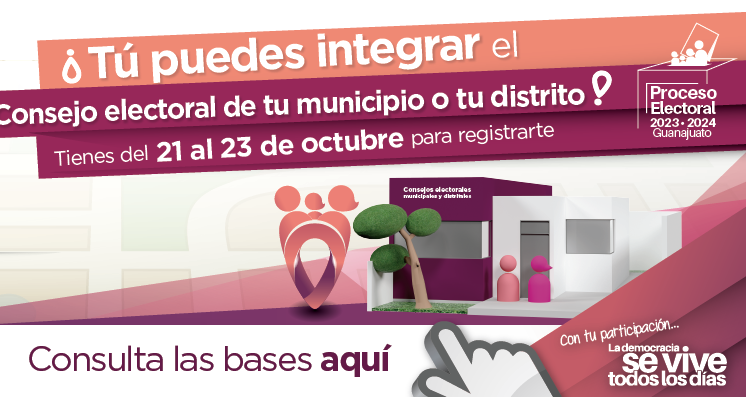 ¡Tú puedes integrar el
Consejo electoral de tu municipio o tu distrito!
Tienes del 21 al 23 de octubre para registrarte
Proceso
Electoral
2023•2024
Guanajuato
Consejos electorales
municipales y distritales
Consulta las bases aquí
Con tu participación...
La democracia
se vive
todos los días